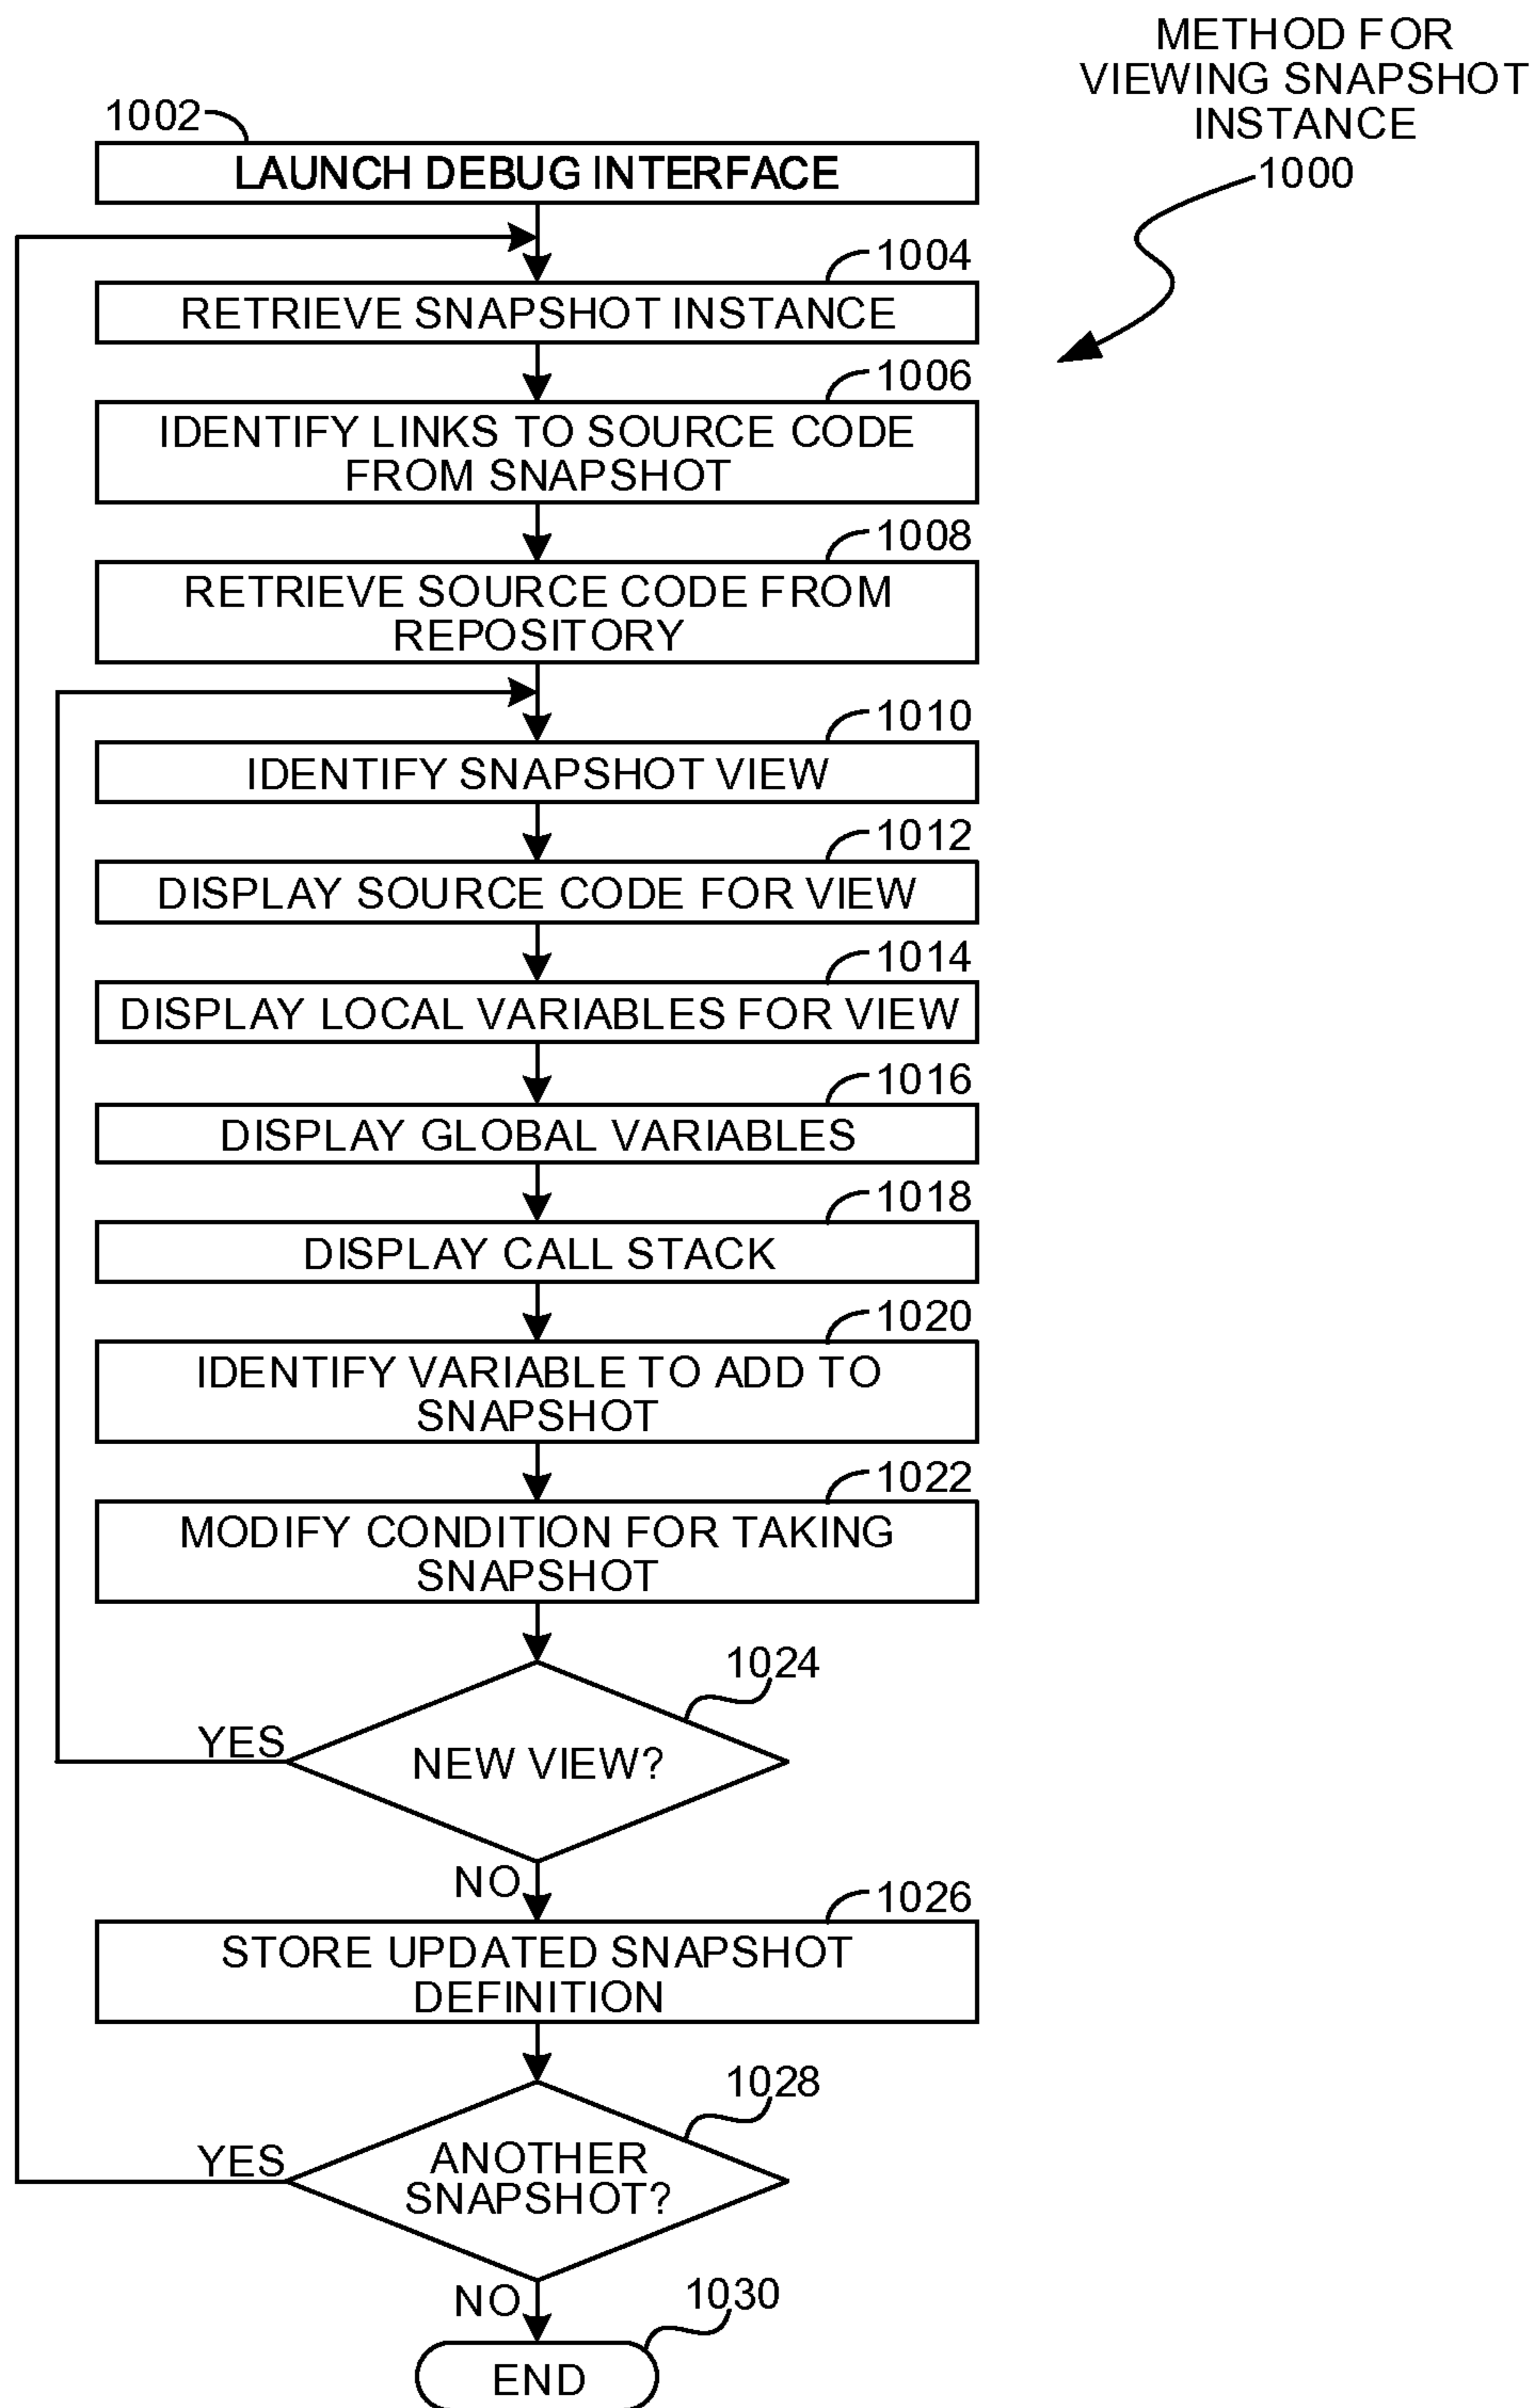 METHOD FOR
VIEWING SNAPSHOT
INSTANCE
1000
1002
LAUNCH DEBUG INTERFACE
1004
RETRIEVE SNAPSHOT INSTANCE
1006
IDENTIFY LINKS TO SOURCE CODE
FROM SNAPSHOT
1008
RETRIEVE SOURCE CODE FROM
REPOSITORY
1010
IDENTIFY SNAPSHOT VIEW
1012
DISPLAY SOURCE CODE FOR VIEW
1014
DISPLAY LOCAL VARIABLES FOR VIEW
1016
DISPLAY GLOBAL VARIABLES
1018
DISPLAY CALL STACK
1020
IDENTIFY VARIABLE TO ADD TO
SNAPSHOT
1022
MODIFY CONDITION FOR TAKING
SNAPSHOT
1024
YES
NEW VIEW?
NO
1026
STORE UPDATED SNAPSHOT
DEFINITION
1028
YES
ANOTHER
SNAPSHOT?
NO
1030
END